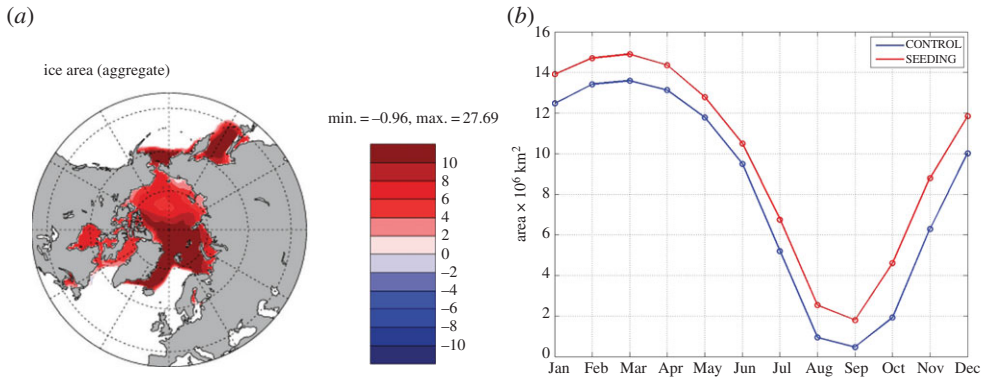 (a)
ice area (aggregate)
min. = –0.96, max. = 27.69
10
8
6
4
2
0
–2
–4
–6
–8
–10
(b)
16
14
12
10
8
6
4
2
0
area × 10⁶ km²
CONTROL
SEEDING
Jan Feb Mar Apr May Jun Jul Aug Sep Oct Nov Dec